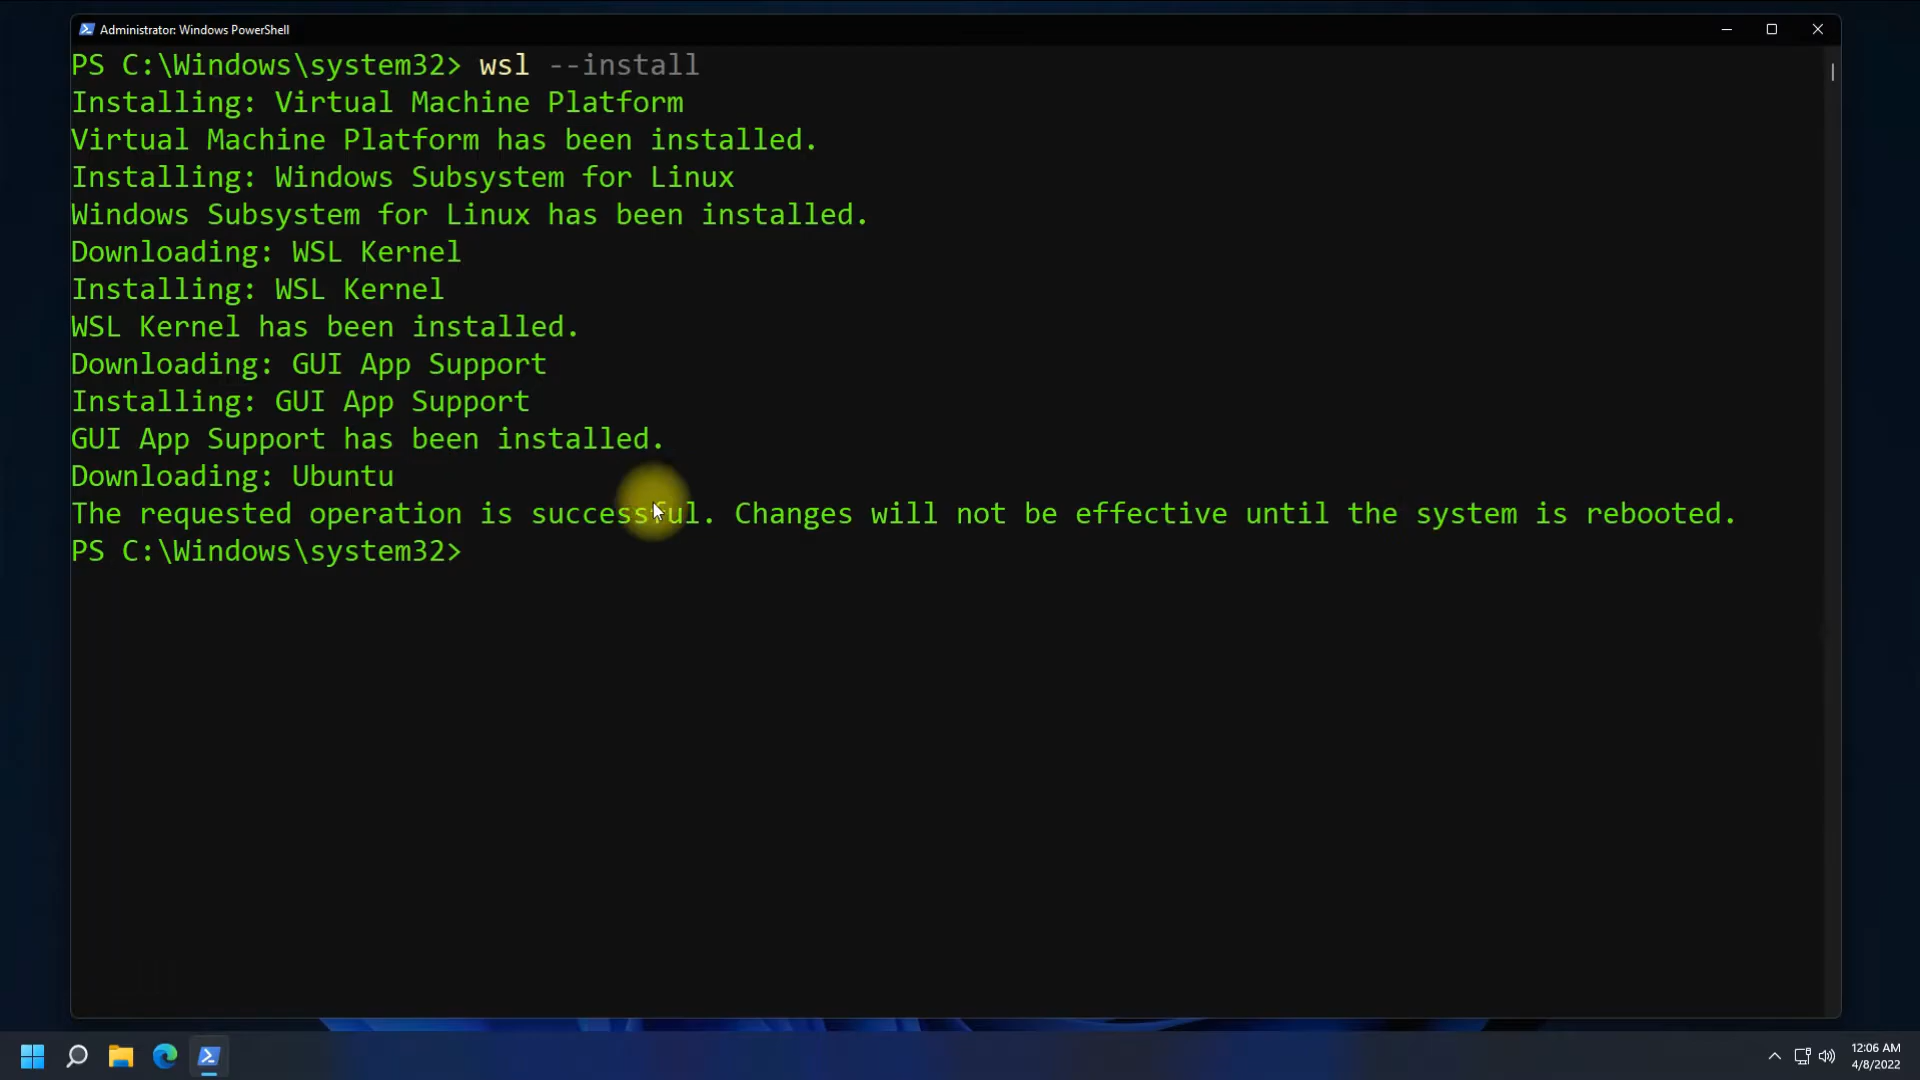 Administrator: Windows PowerShell
PS C:\Windows\system32> wsl --install
Installing: Virtual Machine Platform
Virtual Machine Platform has been installed.
Installing: Windows Subsystem for Linux
Windows Subsystem for Linux has been installed.
Downloading: WSL Kernel
Installing: WSL Kernel
WSL Kernel has been installed.
Downloading: GUI App Support
Installing: GUI App Support
GUI App Support has been installed.
Downloading: Ubuntu
The requested operation is successful. Changes will not be effective until the system is rebooted.
PS C:\Windows\system32>
12:06 AM
4/8/2022